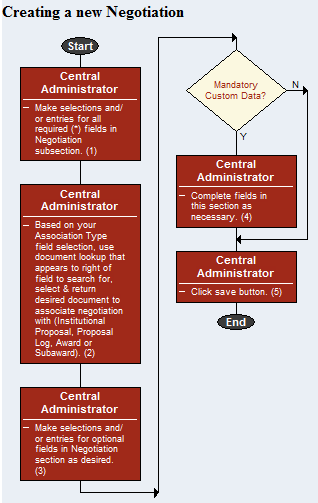 Creating a new Negotiation
Start
Central
Administrator
– Make selections and/
or entries for all
required (*) fields in
Negotiation
subsection. (1)
Central
Administrator
– Based on your
Association Type
field selection, use
document lookup that
appears to right of
field to search for,
select & return
desired document to
associate negotiation
with (Institutional
Proposal, Proposal
Log, Award or
Subaward). (2)
Central
Administrator
– Make selections and/
or entries for optional
fields in Negotiation
section as desired.
(3)
Mandatory
Custom Data?
N
Y
Central
Administrator
– Complete fields in
this section as
necessary. (4)
Central
Administrator
– Click save button. (5)
End